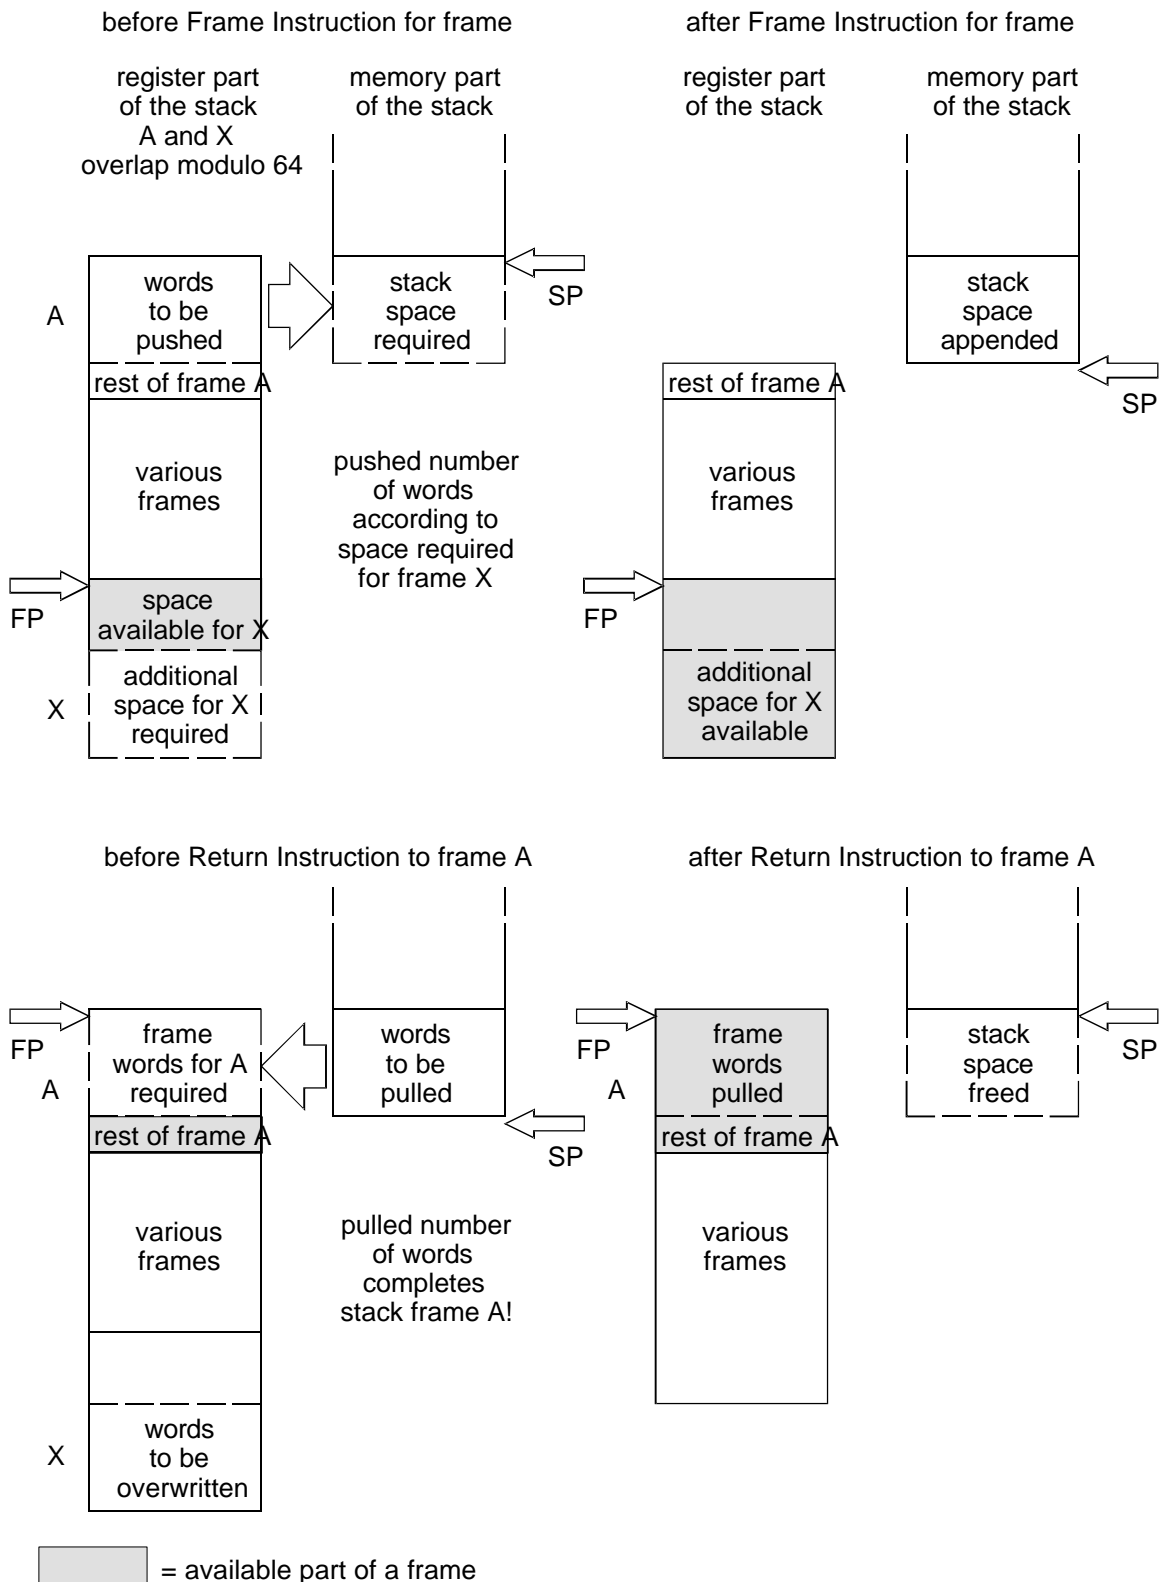 before Frame Instruction for frame
after Frame Instruction for frame
register part
of the stack
A and X
overlap modulo 64
memory part
of the stack
register part
of the stack
memory part
of the stack
A
words
to be
pushed
rest of frame A
various
frames
FP
space
available for X
X
additional
space for X
required
stack
space
required
SP
pushed number
of words
according to
space required
for frame X
rest of frame A
various
frames
FP
additional
space for X
available
stack
space
appended
SP
before Return Instruction to frame A
after Return Instruction to frame A
FP
A
frame
words for A
required
rest of frame A
various
frames
X
words
to be
overwritten
words
to be
pulled
SP
pulled number
of words
completes
stack frame A!
FP
A
frame
words
pulled
rest of frame A
various
frames
stack
space
freed
SP
= available part of a frame